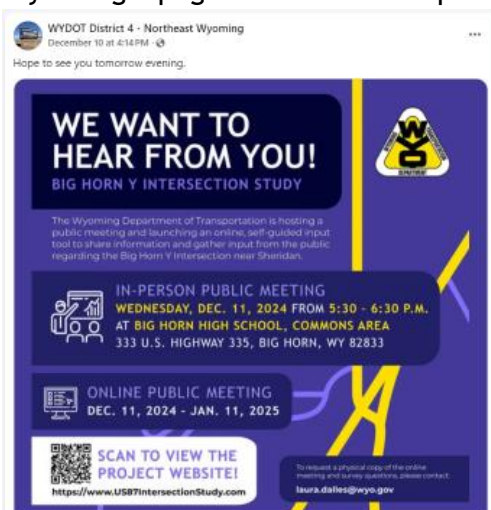 WYDOT District 4 - Northeast Wyoming
December 10 at 4:14 PM ·
Hope to see you tomorrow evening.
WE WANT TO
HEAR FROM YOU!
BIG HORN Y INTERSECTION STUDY
WYO
DEPARTMENT
The Wyoming Department of Transportation is hosting a
public meeting and launching an online, self-guided input
tool to share information and gather input from the public
regarding the Big Horn Y Intersection near Sheridan.
IN-PERSON PUBLIC MEETING
WEDNESDAY, DEC. 11, 2024 FROM 5:30 - 6:30 P.M.
AT BIG HORN HIGH SCHOOL, COMMONS AREA
333 U.S. HIGHWAY 335, BIG HORN, WY 82833
ONLINE PUBLIC MEETING
DEC. 11, 2024 - JAN. 11, 2025
SCAN TO VIEW THE
PROJECT WEBSITE!
https://www.US87IntersectionStudy.com
To request a physical copy of the online
meeting and survey questions, please contact:
laura.dalles@wyo.gov